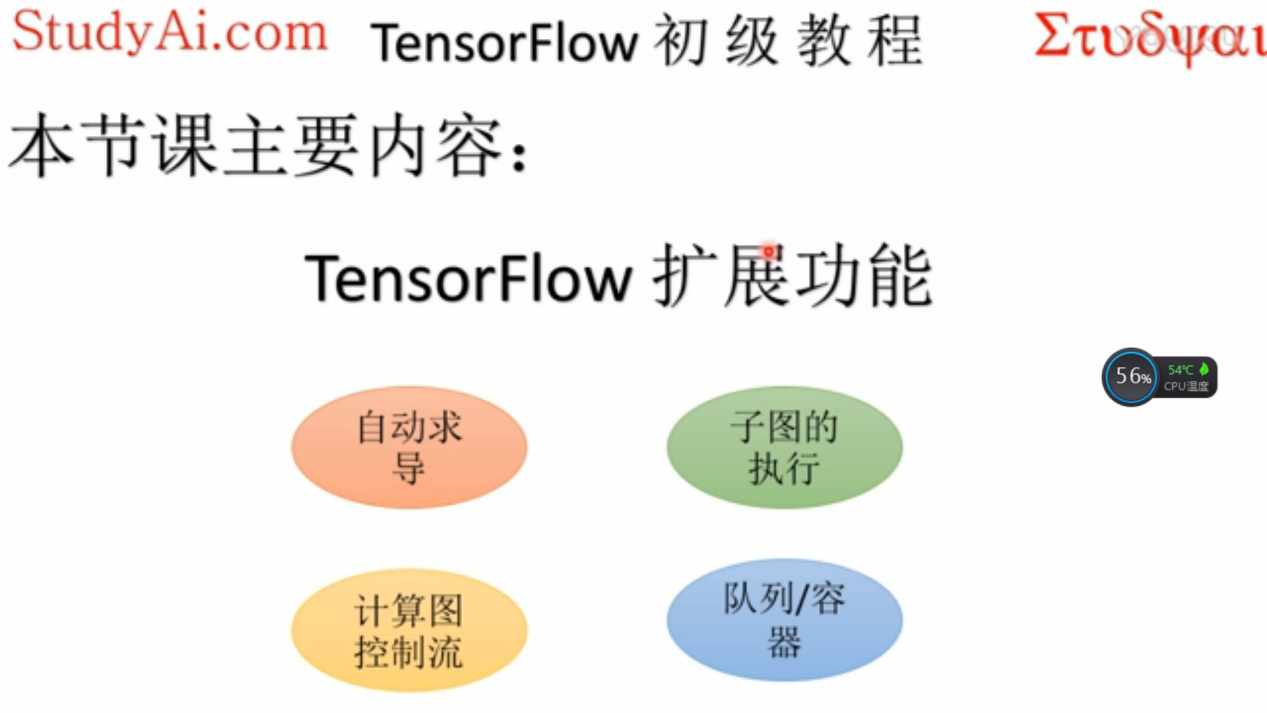 StudyAi.com
TensorFlow 初 级 教 程
Στυδψαι
本节课主要内容：
TensorFlow 扩展功能
自动求
导
子图的
执行
56%
54℃
CPU温度
计算图
控制流
队列/容
器